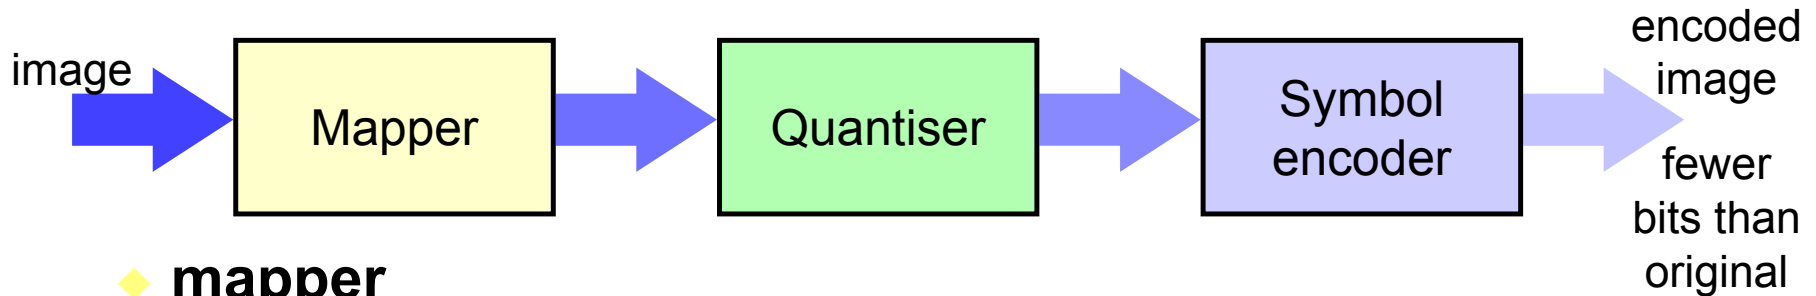 image
Mapper
Quantiser
Symbol
encoder
encoded
image
fewer
bits than
original
mapper